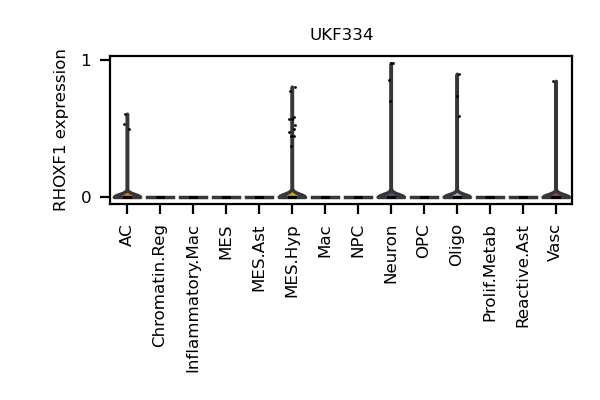 UKF334
RHOXF1 expression
1
0
AC
Chromatin.Reg
Inflammatory.Mac
MES
MES.Ast
MES.Hyp
Mac
NPC
Neuron
OPC
Oligo
Prolif.Metab
Reactive.Ast
Vasc